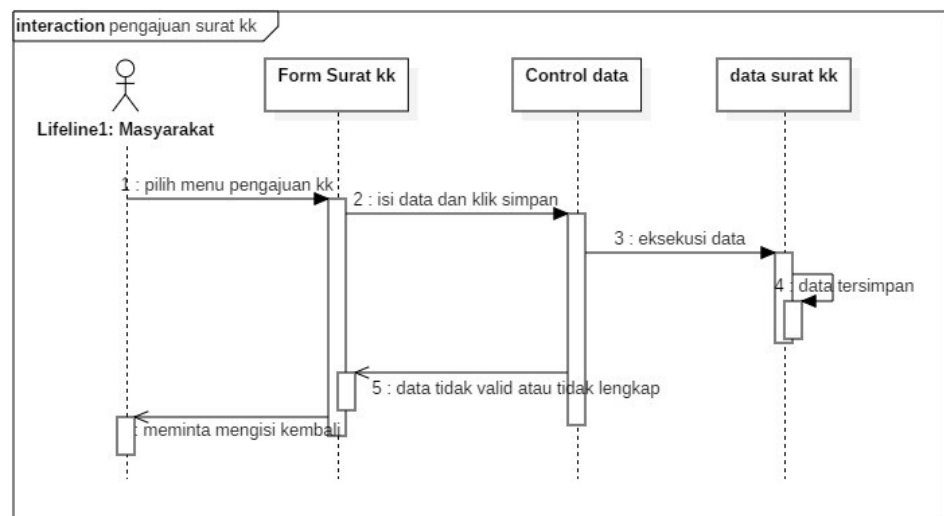 interaction pengajuan surat kk
Form Surat kk
Control data
data surat kk
Lifeline1: Masyarakat
1 : pilih menu pengajuan kk
2 : isi data dan klik simpan
3 : eksekusi data
4 : data tersimpan
5 : data tidak valid atau tidak lengkap
: meminta mengisi kembali